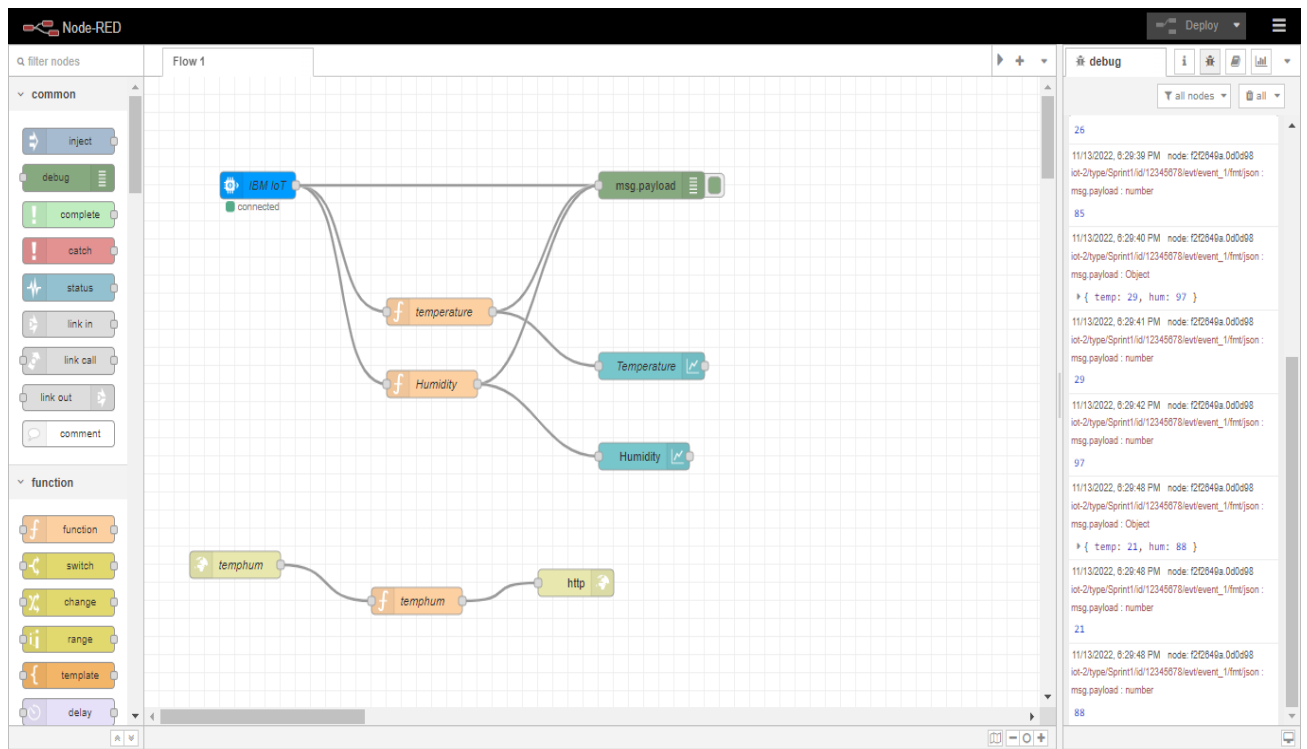 Node-RED
Deploy
filter nodes
Flow 1
debug
i
all nodes
all
common
inject
debug
complete
catch
status
link in
link call
link out
comment
function
function
switch
change
range
template
delay
IBM IoT
connected
msg.payload
temperature
Humidity
Temperature
Humidity
temphum
temphum
http
26
11/13/2022, 6:29:39 PM node: f2f2649a.0d0d98
iot-2/type/Sprint1/id/12345678/evt/event_1/fmt/json :
msg.payload : number
85
11/13/2022, 6:29:40 PM node: f2f2649a.0d0d98
iot-2/type/Sprint1/id/12345678/evt/event_1/fmt/json :
msg.payload : Object
{ temp: 29, hum: 97 }
11/13/2022, 6:29:41 PM node: f2f2649a.0d0d98
iot-2/type/Sprint1/id/12345678/evt/event_1/fmt/json :
msg.payload : number
29
11/13/2022, 6:29:42 PM node: f2f2649a.0d0d98
iot-2/type/Sprint1/id/12345678/evt/event_1/fmt/json :
msg.payload : number
97
11/13/2022, 6:29:48 PM node: f2f2649a.0d0d98
iot-2/type/Sprint1/id/12345678/evt/event_1/fmt/json :
msg.payload : Object
{ temp: 21, hum: 88 }
11/13/2022, 6:29:48 PM node: f2f2649a.0d0d98
iot-2/type/Sprint1/id/12345678/evt/event_1/fmt/json :
msg.payload : number
21
11/13/2022, 6:29:48 PM node: f2f2649a.0d0d98
iot-2/type/Sprint1/id/12345678/evt/event_1/fmt/json :
msg.payload : number
88